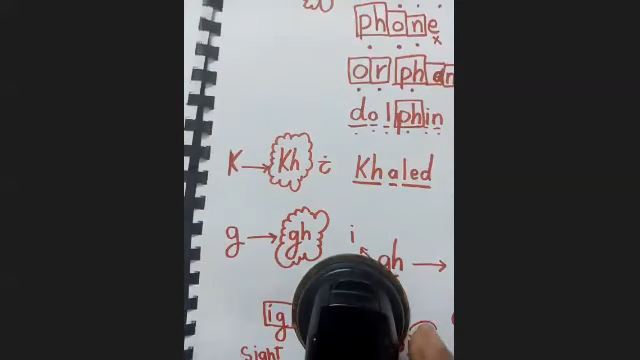 phone
x
orphan
dolphin
K → Kh خ Khaled
g → gh i gh →
ig
Sight